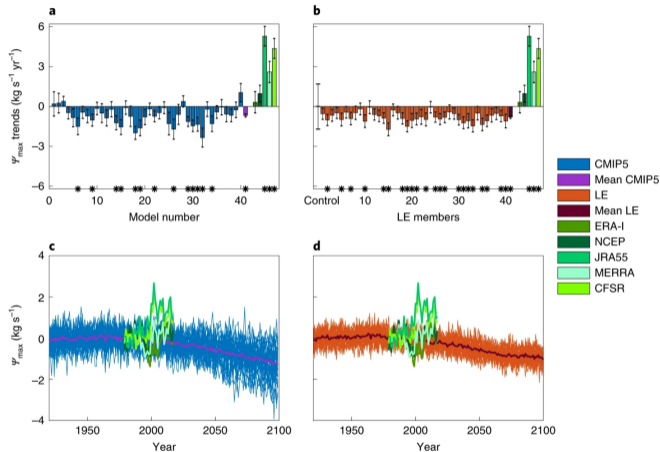 a
b
Ψmax trends (kg s⁻¹ yr⁻¹)
6
3
0
−3
−6
0 10 20 30 40
Model number
Control 10 20 30 40
LE members
CMIP5
Mean CMIP5
LE
Mean LE
ERA-I
NCEP
JRA55
MERRA
CFSR
c
d
Ψmax (kg s⁻¹)
4
2
0
−2
−4
1950 2000 2050 2100
Year
1950 2000 2050 2100
Year